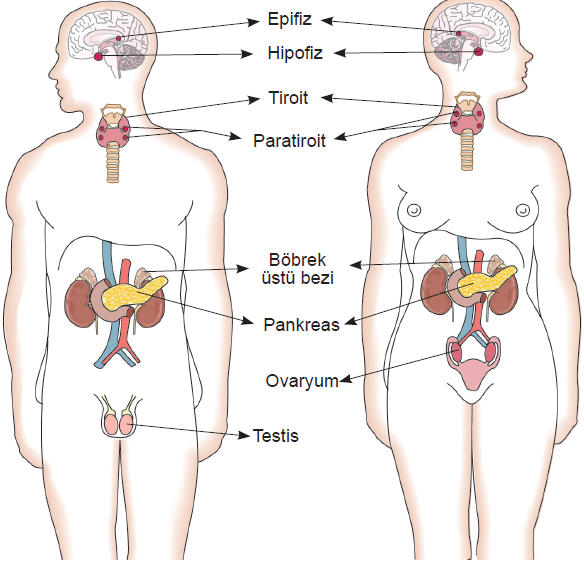 Epifiz
Hipofiz
Tiroit
Paratiroit
Böbrek
üstü bezi
Pankreas
Ovaryum
Testis